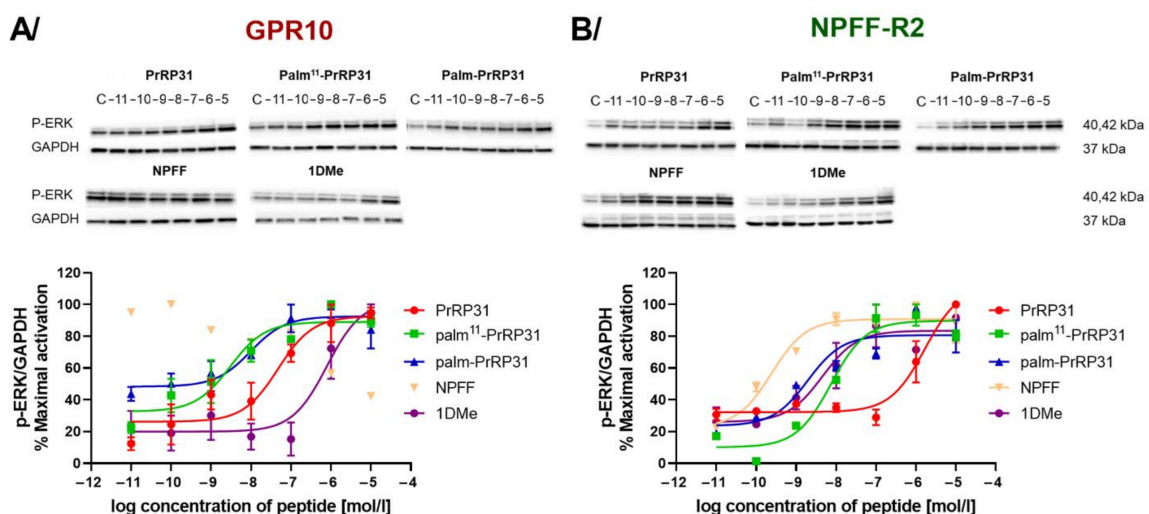 A/
GPR10
PrRP31 Palm¹¹-PrRP31 Palm-PrRP31
C -11 -10 -9 -8 -7 -6 -5 C -11 -10 -9 -8 -7 -6 -5 C -11 -10 -9 -8 -7 -6 -5
P-ERK
GAPDH
NPFF 1DMe
P-ERK
GAPDH
p-ERK/GAPDH
% Maximal activation
120
100
80
60
40
20
0
−12 −11 −10 −9 −8 −7 −6 −5 −4
log concentration of peptide [mol/l]
PrRP31
palm¹¹-PrRP31
palm-PrRP31
NPFF
1DMe
B/
NPFF-R2
PrRP31 Palm¹¹-PrRP31 Palm-PrRP31
C -11 -10 -9 -8 -7 -6 -5 C -11 -10 -9 -8 -7 -6 -5 C -11 -10 -9 -8 -7 -6 -5
40,42 kDa
37 kDa
NPFF 1DMe
40,42 kDa
37 kDa
p-ERK/GAPDH
% Maximal activation
120
100
80
60
40
20
0
−12 −11 −10 −9 −8 −7 −6 −5 −4
log concentration of peptide [mol/l]
PrRP31
palm¹¹-PrRP31
palm-PrRP31
NPFF
1DMe